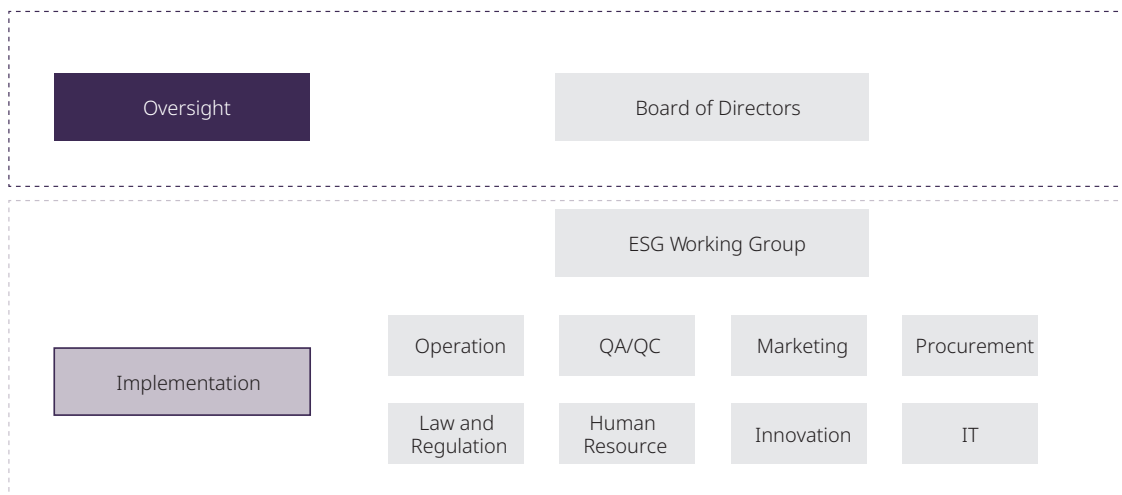 Oversight
Board of Directors
ESG Working Group
Implementation
Operation
QA/QC
Marketing
Procurement
Law and
Regulation
Human
Resource
Innovation
IT